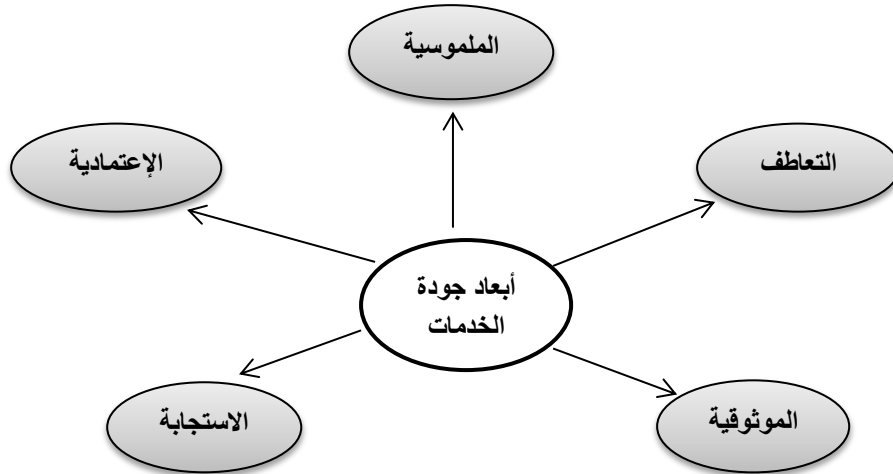 الملموسية
التعاطف
الإعتمادية
أبعاد جودة
الخدمات
الموثوقية
الاستجابة